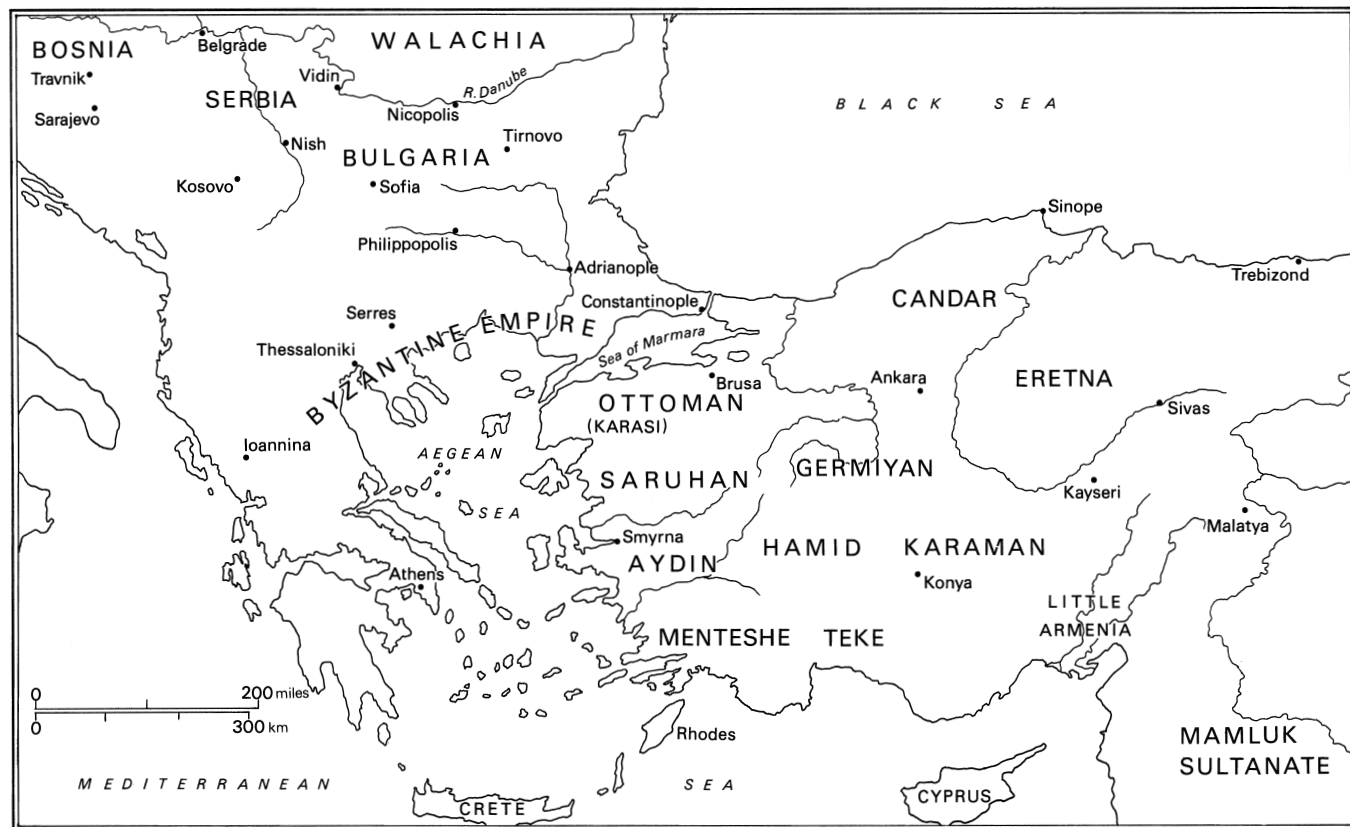 BOSNIA
Belgrade
WALACHIA
Travnik
Vidin
R. Danube
SERBIA
Sarajevo
Nicopolis
BLACK SEA
Tirnovo
Nish
BULGARIA
Kosovo
Sofia
Sinope
Philippopolis
Adrianople
Trebizond
Constantinople
CANDAR
Serres
BYZANTINE EMPIRE
Sea of Marmara
Thessaloniki
Brusa
Ankara
ERETNA
OTTOMAN
(KARASI)
Sivas
Ioannina
AEGEAN
SEA
SARUHAN
GERMIYAN
Kayseri
Malatya
Smyrna
HAMID
KARAMAN
AYDIN
Athens
Konya
LITTLE
ARMENIA
MENTESHE
TEKE
0 200 miles
0 300 km
Rhodes
MAMLUK
SULTANATE
MEDITERRANEAN SEA
CRETE
CYPRUS